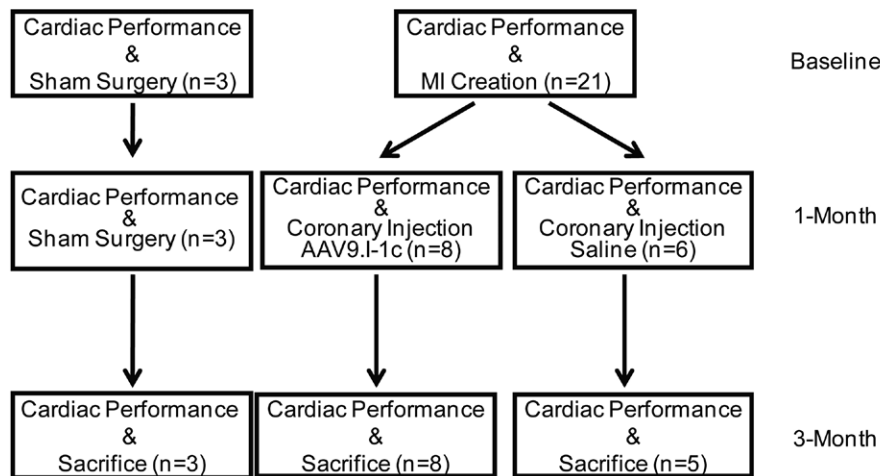 Cardiac Performance
&
Sham Surgery (n=3)
Cardiac Performance
&
MI Creation (n=21)
Baseline
Cardiac Performance
&
Sham Surgery (n=3)
Cardiac Performance
&
Coronary Injection
AAV9.I-1c (n=8)
Cardiac Performance
&
Coronary Injection
Saline (n=6)
1-Month
Cardiac Performance
&
Sacrifice (n=3)
Cardiac Performance
&
Sacrifice (n=8)
Cardiac Performance
&
Sacrifice (n=5)
3-Month